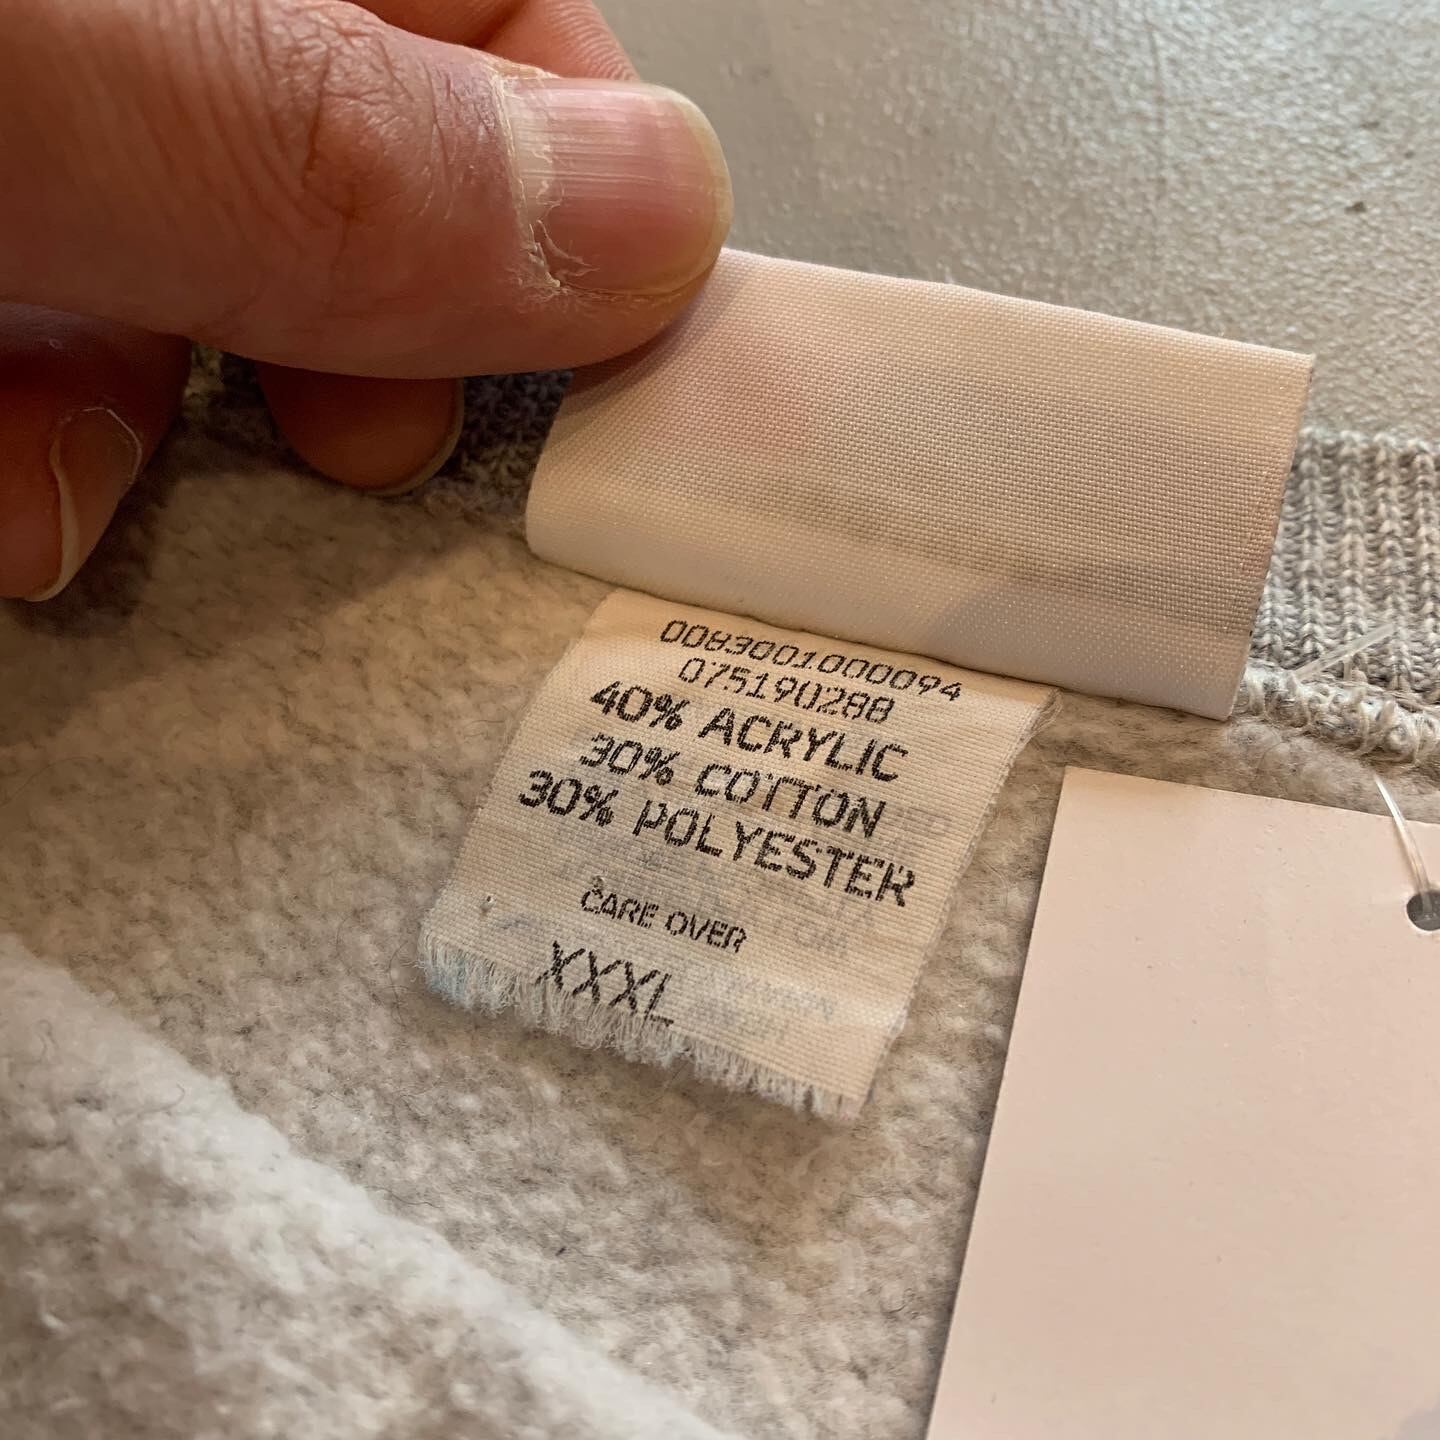 0083001000094
075190288
40% ACRYLIC
30% COTTON
30% POLYESTER
CARE OVER
XXXL